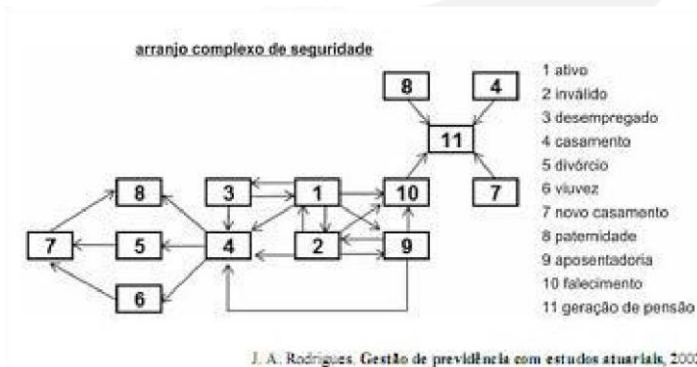 arranjo complexo de seguridade
8 4
11
8 3 1 10 7
7 5 4 2 9
6
1 ativo
2 inválido
3 desempregado
4 casamento
5 divórcio
6 viuvez
7 novo casamento
8 paternidade
9 aposentadoria
10 falecimento
11 geração de pensão
J. A. Rodrigues. Gestão de previdência com estudos atuariais,